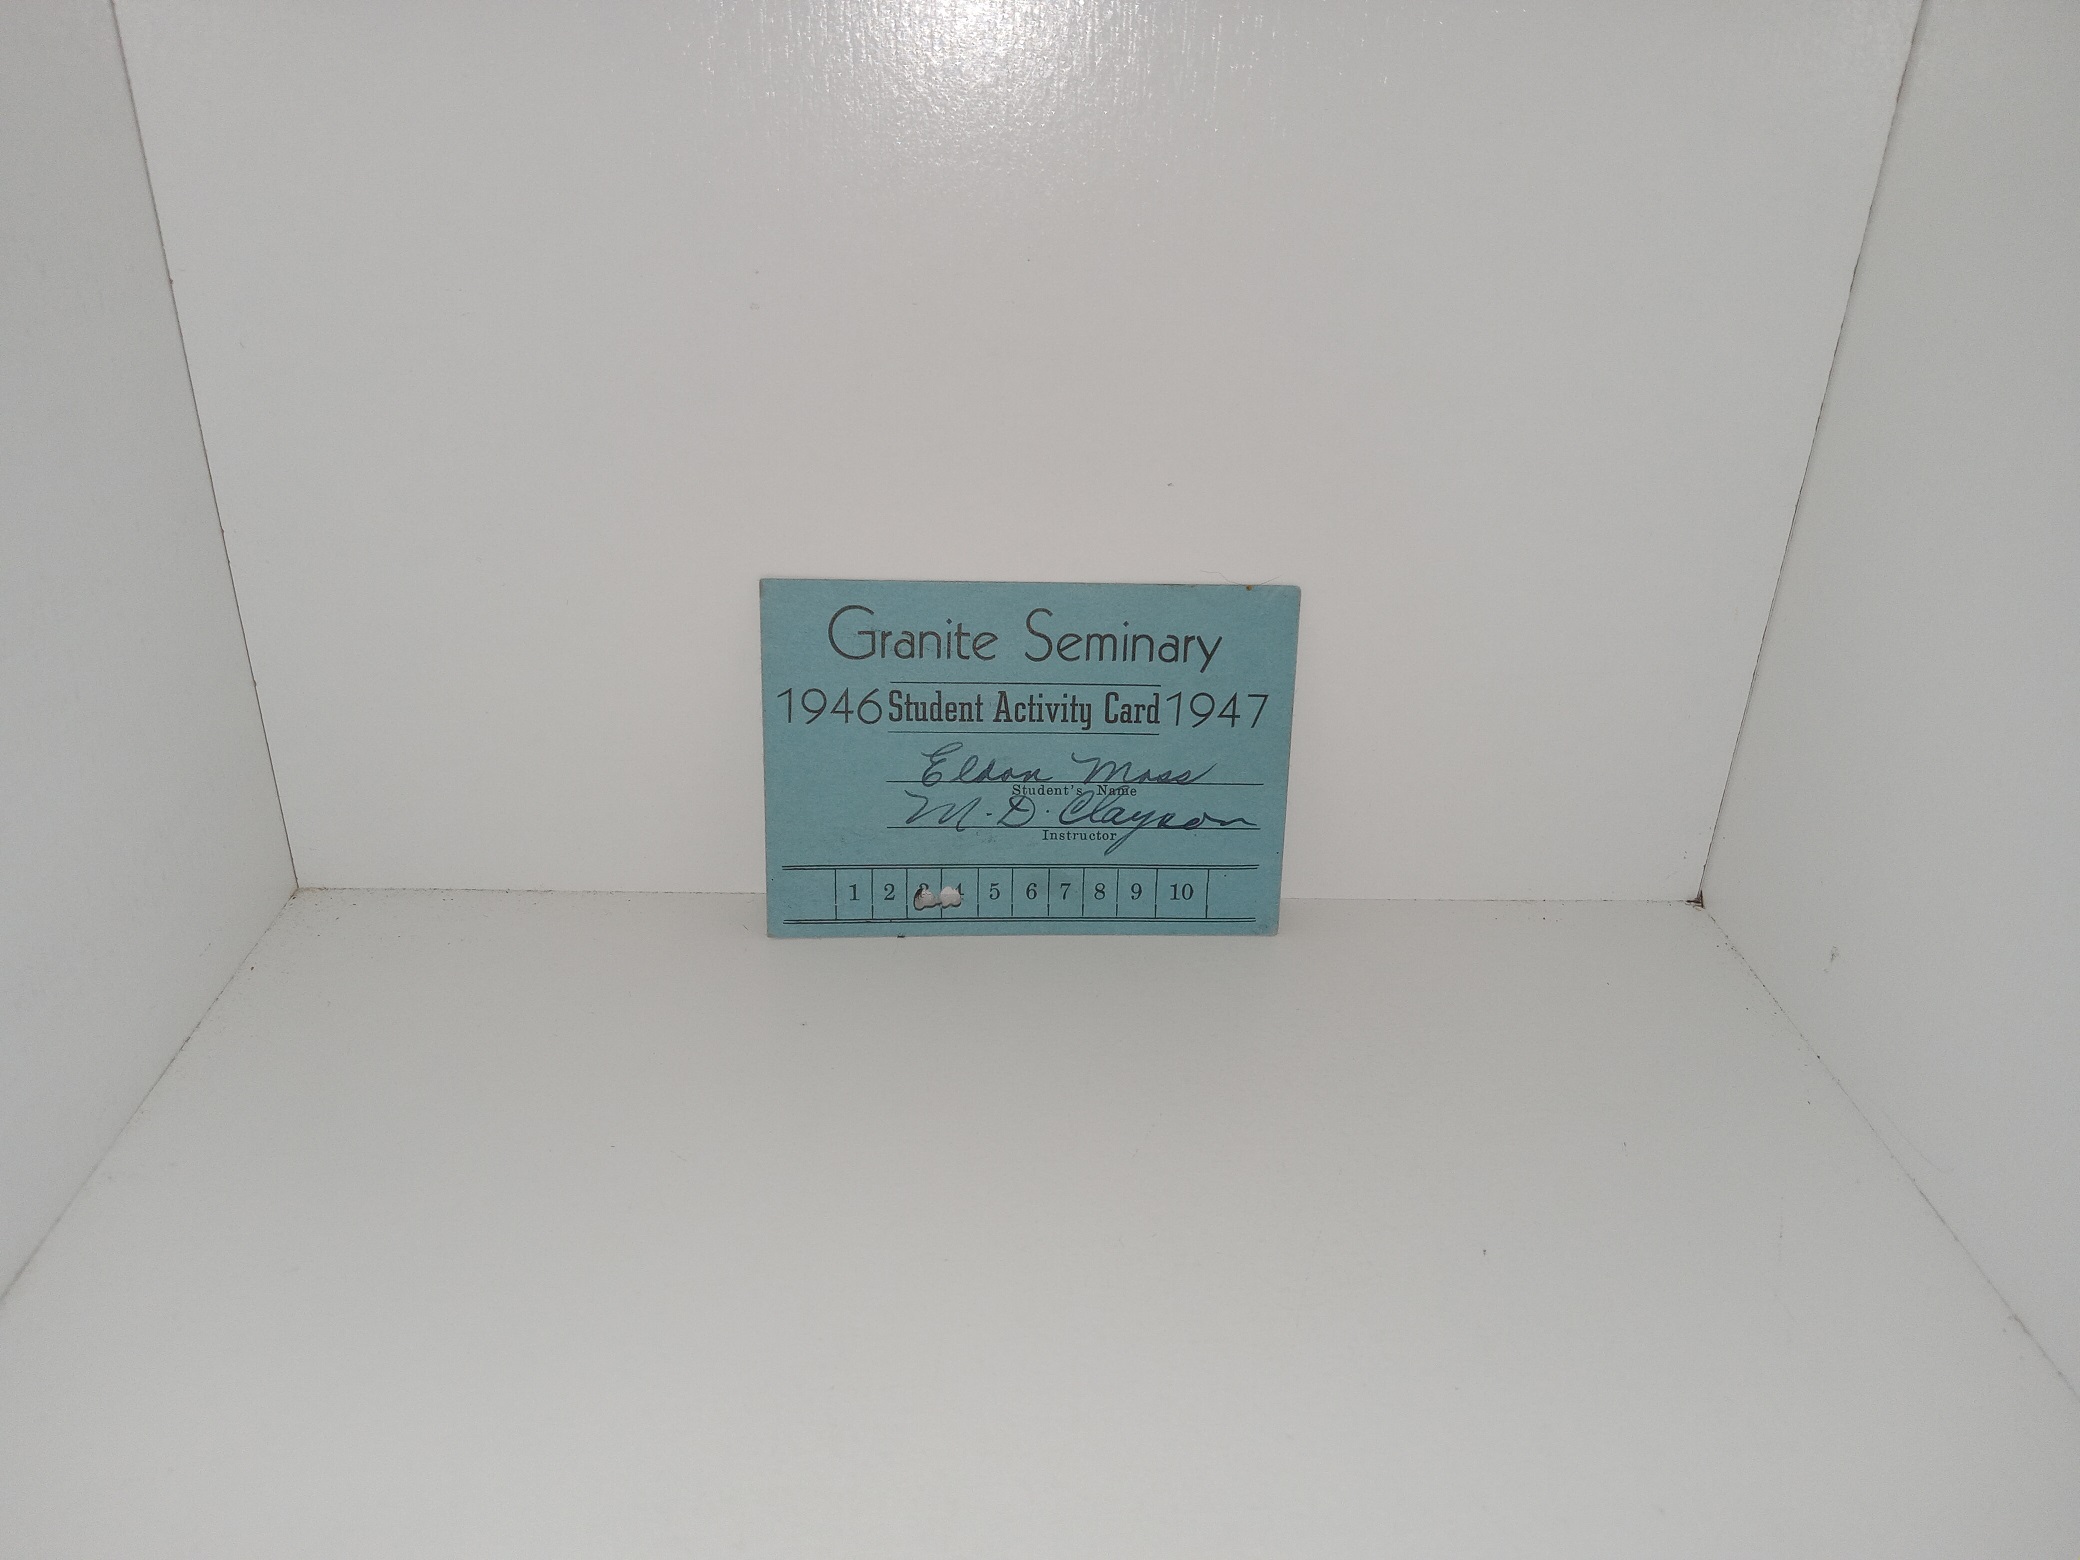 Granite Seminary
1946 Student Activity Card 1947
Eldon Moss
Student's Name
M. D. Clayson
Instructor
1 2 3 4 5 6 7 8 9 10